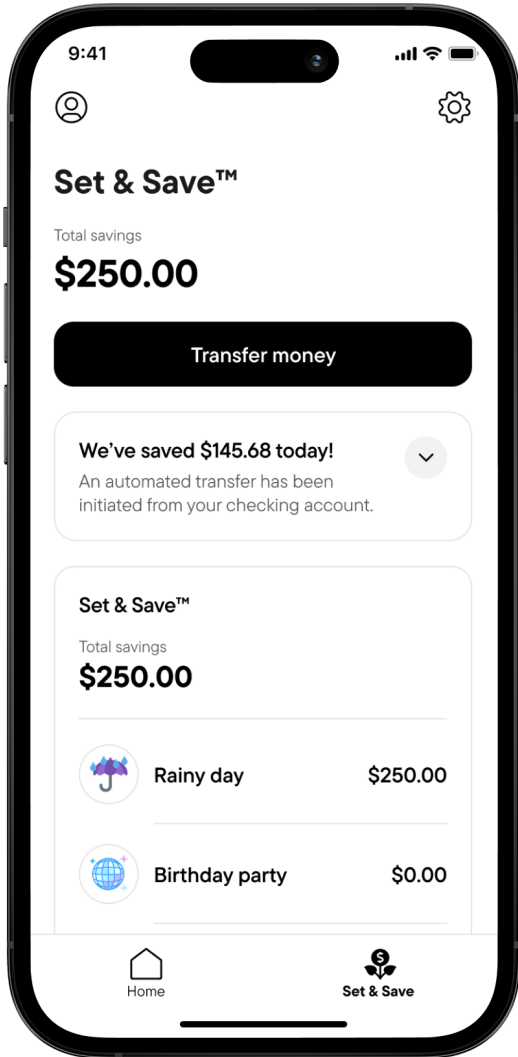 9:41
Set & Save™
Total savings
$250.00
Transfer money
We’ve saved $145.68 today!
An automated transfer has been
initiated from your checking account.
Set & Save™
Total savings
$250.00
Rainy day $250.00
Birthday party $0.00
Home Set & Save